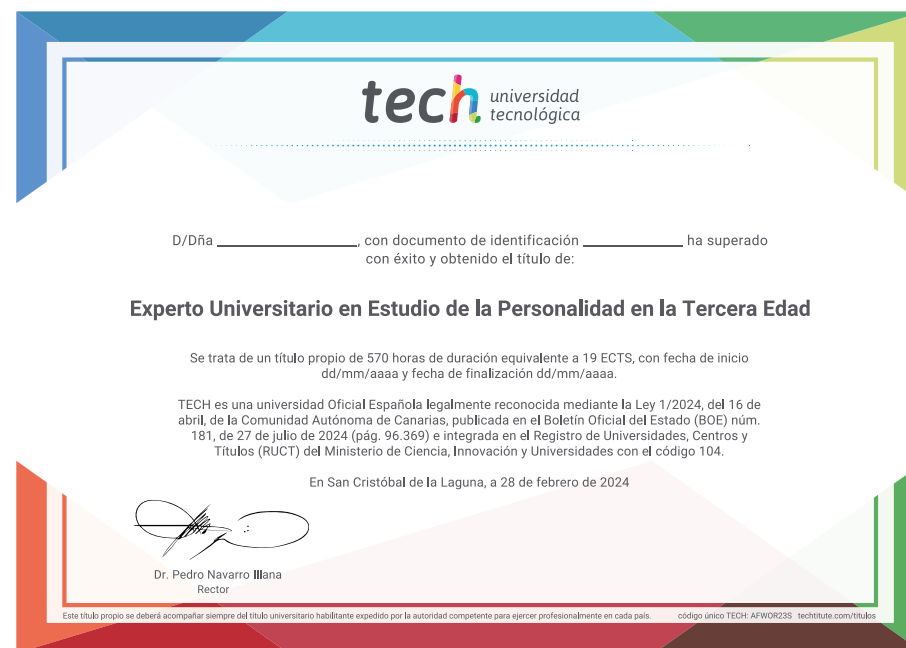 tech universidad
tecnológica
D/Dña ____________________, con documento de identificación ______________ ha superado
con éxito y obtenido el título de:
Experto Universitario en Estudio de la Personalidad en la Tercera Edad
Se trata de un título propio de 570 horas de duración equivalente a 19 ECTS, con fecha de inicio
dd/mm/aaaa y fecha de finalización dd/mm/aaaa.
TECH es una universidad Oficial Española legalmente reconocida mediante la Ley 1/2024, del 16 de
abril, de la Comunidad Autónoma de Canarias, publicada en el Boletín Oficial del Estado (BOE) núm.
181, de 27 de julio de 2024 (pág. 96.369) e integrada en el Registro de Universidades, Centros y
Títulos (RUCT) del Ministerio de Ciencia, Innovación y Universidades con el código 104.
En San Cristóbal de la Laguna, a 28 de febrero de 2024
Dr. Pedro Navarro Illana
Rector
Este título propio se deberá acompañar siempre del título universitario habilitante expedido por la autoridad competente para ejercer profesionalmente en cada país. código único TECH: AFWOR23S techtitute.com/titulos